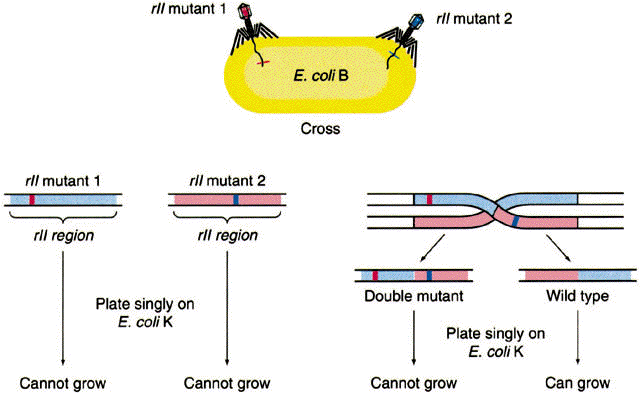 rII mutant 1
rII mutant 2
E. coli B
Cross
rII mutant 1
rII mutant 2
rII region
rII region
Double mutant
Wild type
Plate singly on
E. coli K
Plate singly on
E. coli K
Cannot grow
Cannot grow
Cannot grow
Can grow